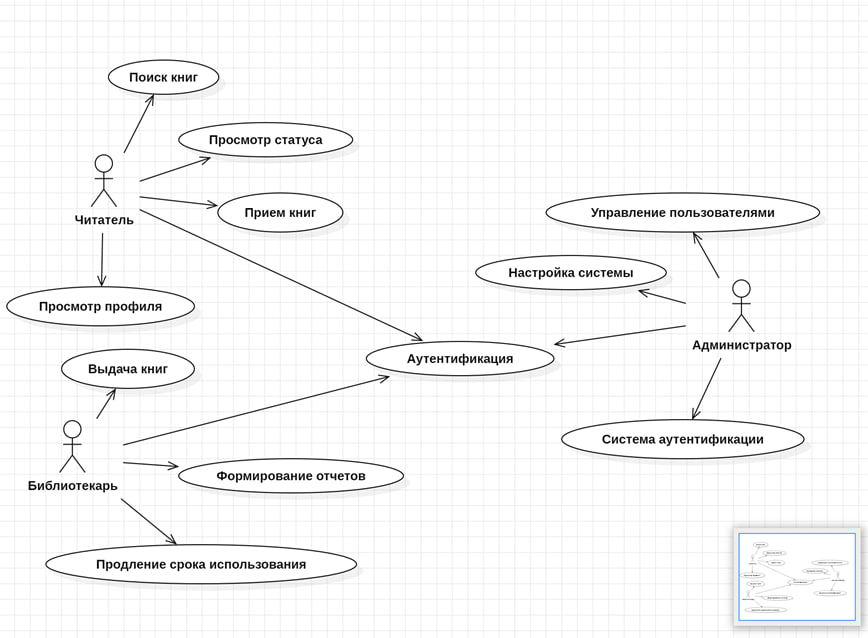 Поиск книг
Просмотр статуса
Читатель
Прием книг
Управление пользователями
Настройка системы
Просмотр профиля
Администратор
Аутентификация
Выдача книг
Система аутентификации
Библиотекарь
Формирование отчетов
Продление срока использования